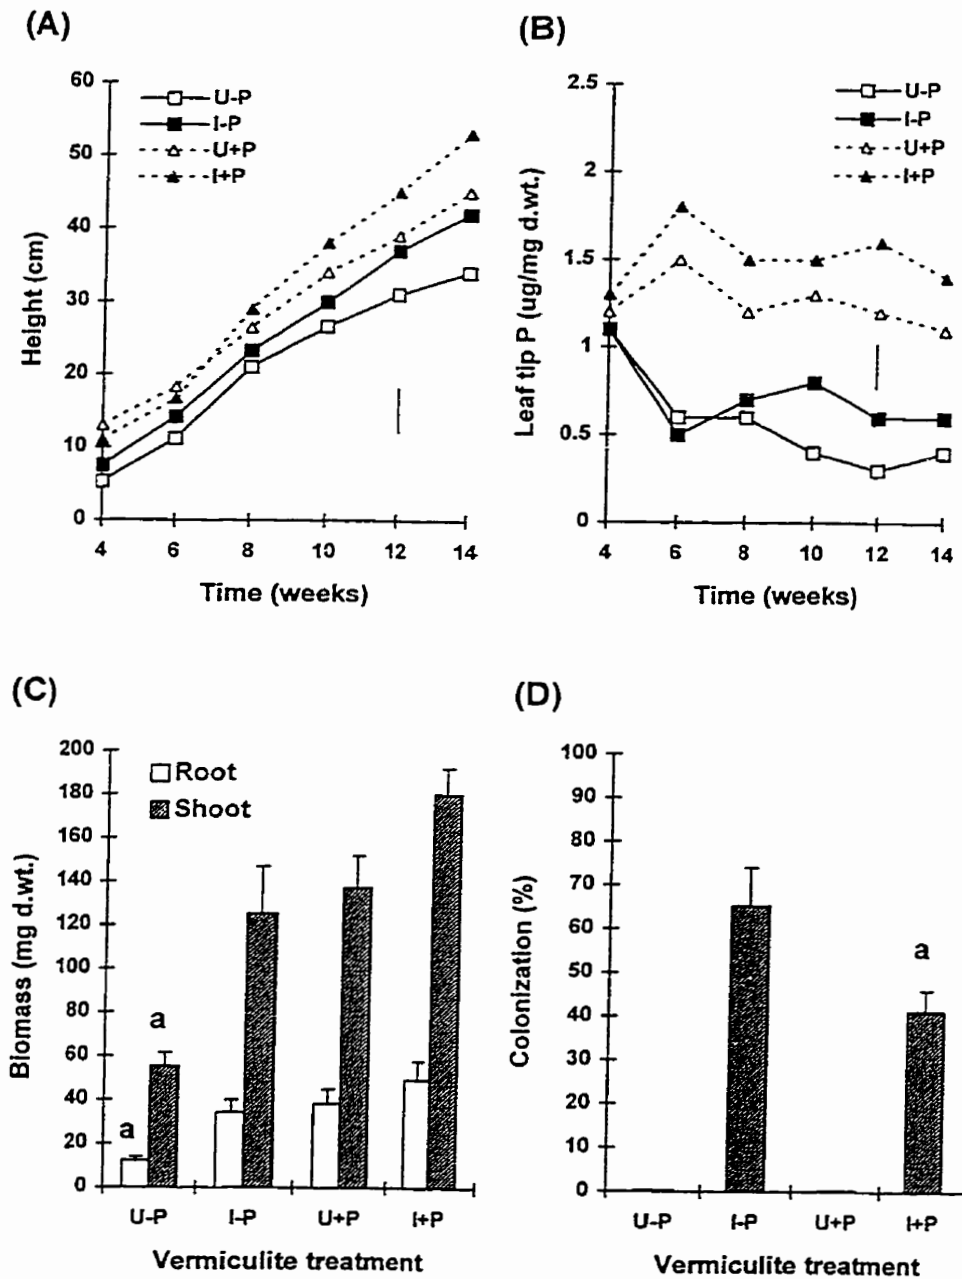 (A)
60
50
40
30
20
10
0
Height (cm)
U-P
I-P
U+P
I+P
4 6 8 10 12 14
Time (weeks)
(B)
2.5
2
1.5
1
0.5
0
Leaf tip P (ug/mg d.wt.)
U-P
I-P
U+P
I+P
4 6 8 10 12 14
Time (weeks)
(C)
200
180
160
140
120
100
80
60
40
20
0
Biomass (mg d.wt.)
Root
Shoot
a
a
U-P I-P U+P I+P
Vermiculite treatment
(D)
100
90
80
70
60
50
40
30
20
10
0
Colonization (%)
a
U-P I-P U+P I+P
Vermiculite treatment